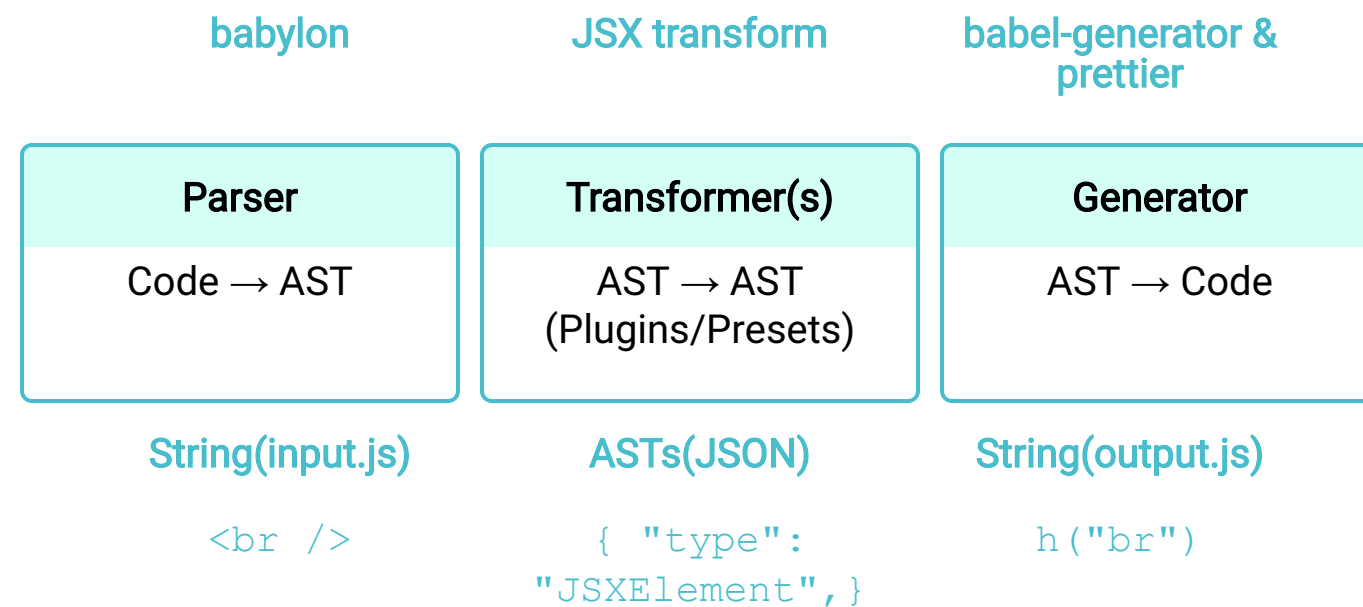 babylon
JSX transform
babel-generator &
prettier
Parser
Code → AST
Transformer(s)
AST → AST
(Plugins/Presets)
Generator
AST → Code
String(input.js)
ASTs(JSON)
String(output.js)
<br />
{ "type":
"JSXElement",}
h("br")